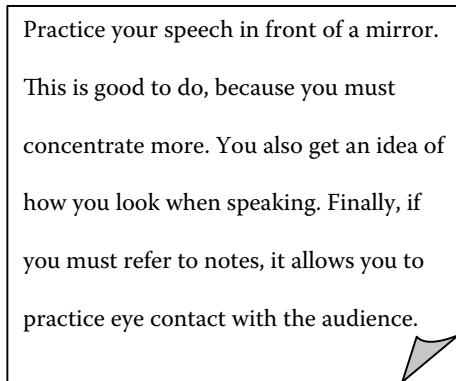 Practice your speech in front of a mirror.
This is good to do, because you must
concentrate more. You also get an idea of
how you look when speaking. Finally, if
you must refer to notes, it allows you to
practice eye contact with the audience.